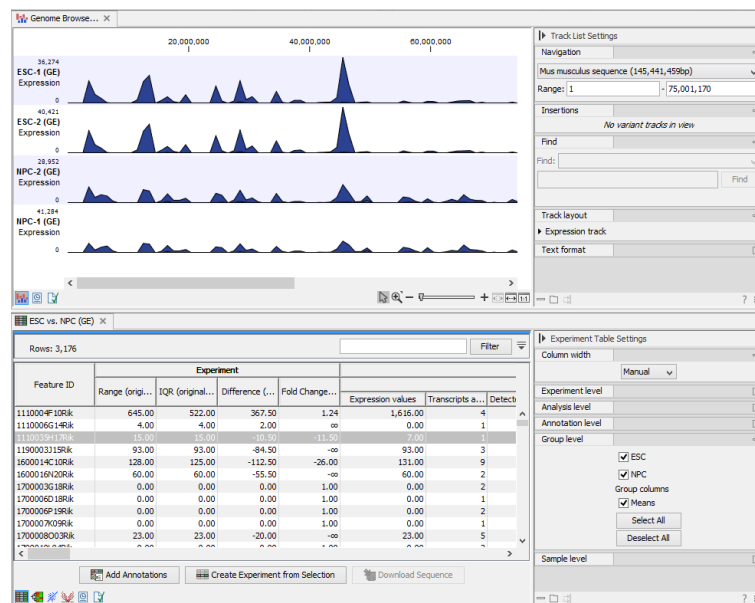 Genome Browse... ×
20,000,000 40,000,000 60,000,000
36,274
ESC-1 (GE)
Expression
0
40,421
ESC-2 (GE)
Expression
0
28,952
NPC-2 (GE)
Expression
0
41,284
NPC-1 (GE)
Expression
0
Track List Settings
Navigation
Mus musculus sequence (145,441,459bp)
Range: 1 - 75,001,170
Insertions
No variant tracks in view
Find
Find:
Find
Track layout
Expression track
Text format
?
ESC vs. NPC (GE) ×
Rows: 3,176 Filter
Experiment
Feature ID Range (origi... IQR (original... Difference (... Fold Change... Expression values Transcripts a... Detecte
1110004F10Rik 645.00 522.00 367.50 1.24 1,616.00 4
1110006G14Rik 4.00 4.00 2.00 ∞ 0.00 1
1110035H17Rik 15.00 15.00 -10.50 -11.50 7.00 1
1190003J15Rik 93.00 93.00 -84.50 -∞ 93.00 3
1600014C10Rik 128.00 125.00 -112.50 -26.00 131.00 9
1600016N20Rik 60.00 60.00 -55.50 -∞ 60.00 2
1700003G18Rik 0.00 0.00 0.00 1.00 0.00 2
1700006D18Rik 0.00 0.00 0.00 1.00 0.00 1
1700006P19Rik 0.00 0.00 0.00 1.00 0.00 2
1700007K09Rik 0.00 0.00 0.00 1.00 0.00 1
1700008O03Rik 23.00 23.00 -20.00 -∞ 23.00 5
Add Annotations Create Experiment from Selection Download Sequence
Experiment Table Settings
Column width
Manual
Experiment level
Analysis level
Annotation level
Group level
ESC
NPC
Group columns
Means
Select All
Deselect All
Sample level
?